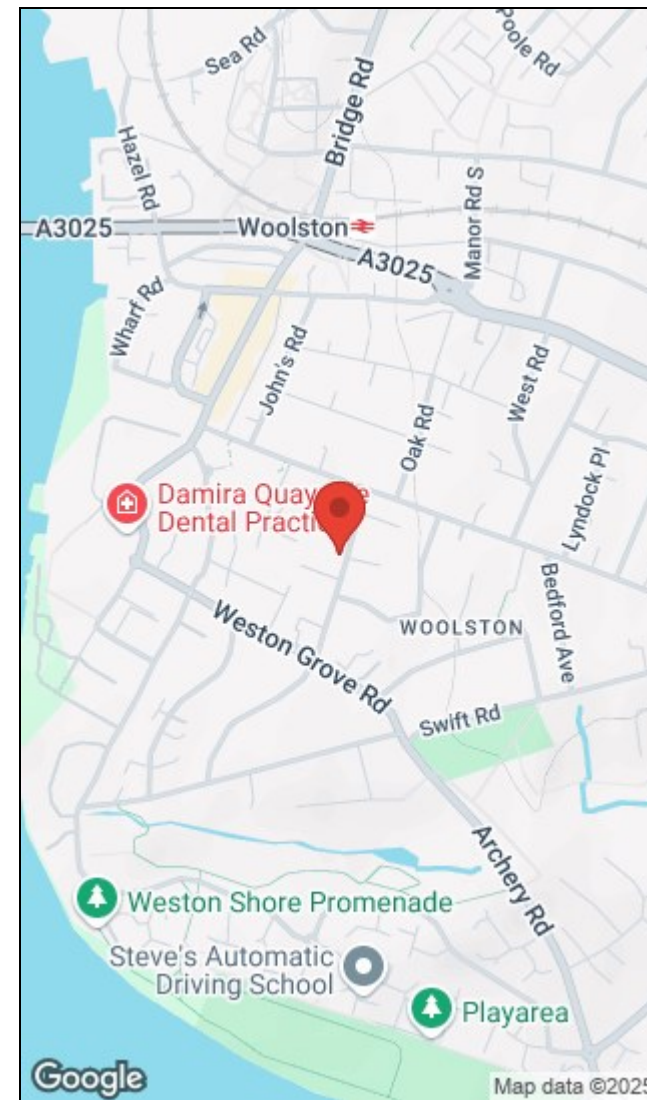 Sea Rd
Poole Rd
Bridge Rd
Hazel Rd
Manor Rd S
A3025
Woolston
A3025
Wharf Rd
John's Rd
West Rd
Oak Rd
Lyndock Pl
Damira
Dental
Bedford Ave
Weston Grove Rd
WOOLSTON
Swift Rd
Archery Rd
Weston Shore Promenade
Steve's Automatic
Driving School
Playarea
Google
Map data ©2025